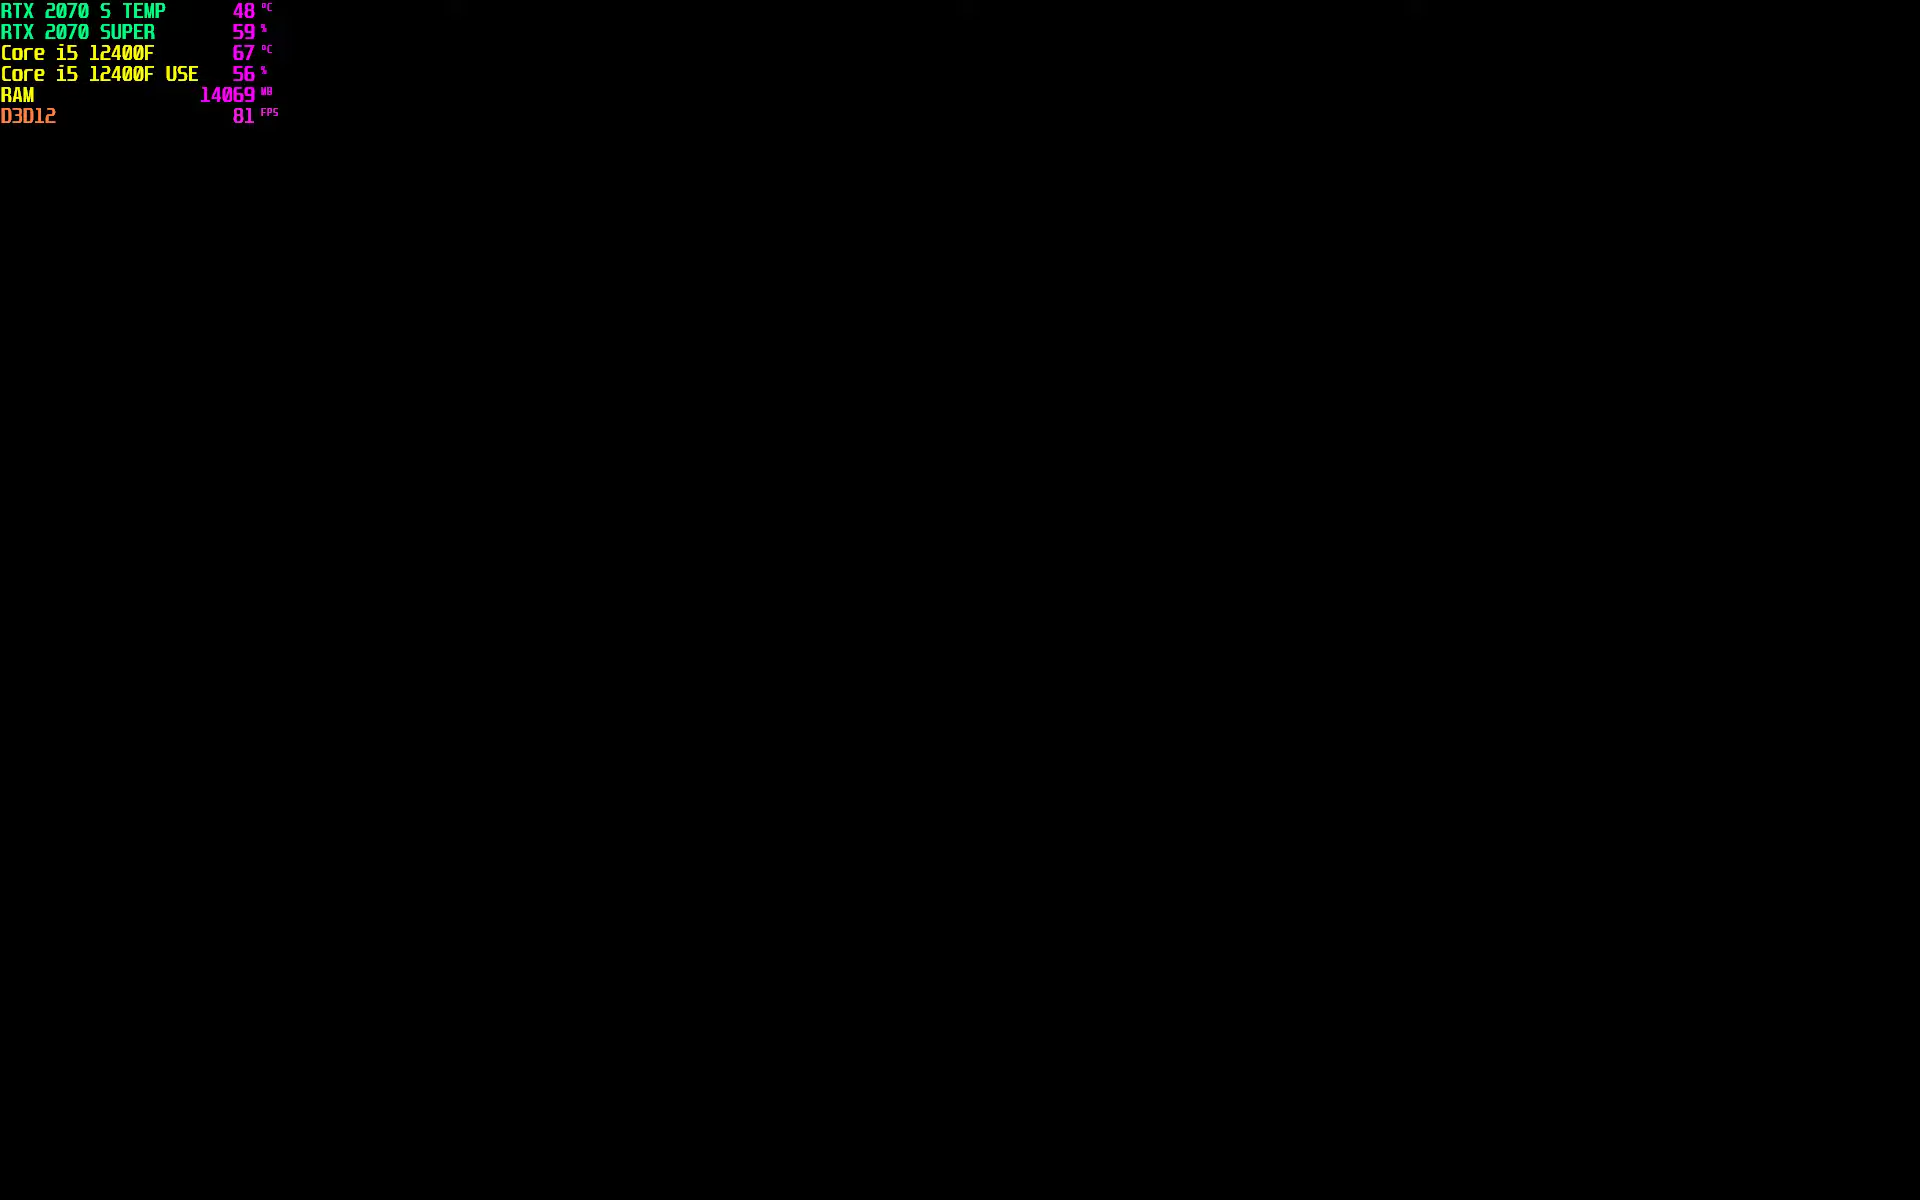 RTX 2070 S TEMP 48 °C
RTX 2070 SUPER 59 %
Core i5 12400F 67 °C
Core i5 12400F USE 56 %
RAM 14069 MB
D3D12 81 FPS